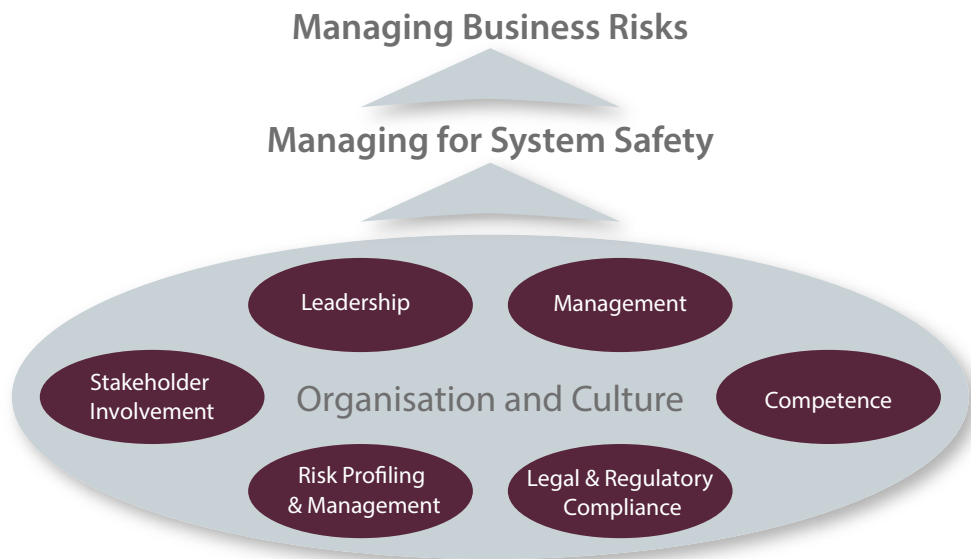 Managing Business Risks
Managing for System Safety
Leadership
Management
Stakeholder
Involvement
Organisation and Culture
Competence
Risk Profiling
& Management
Legal & Regulatory
Compliance